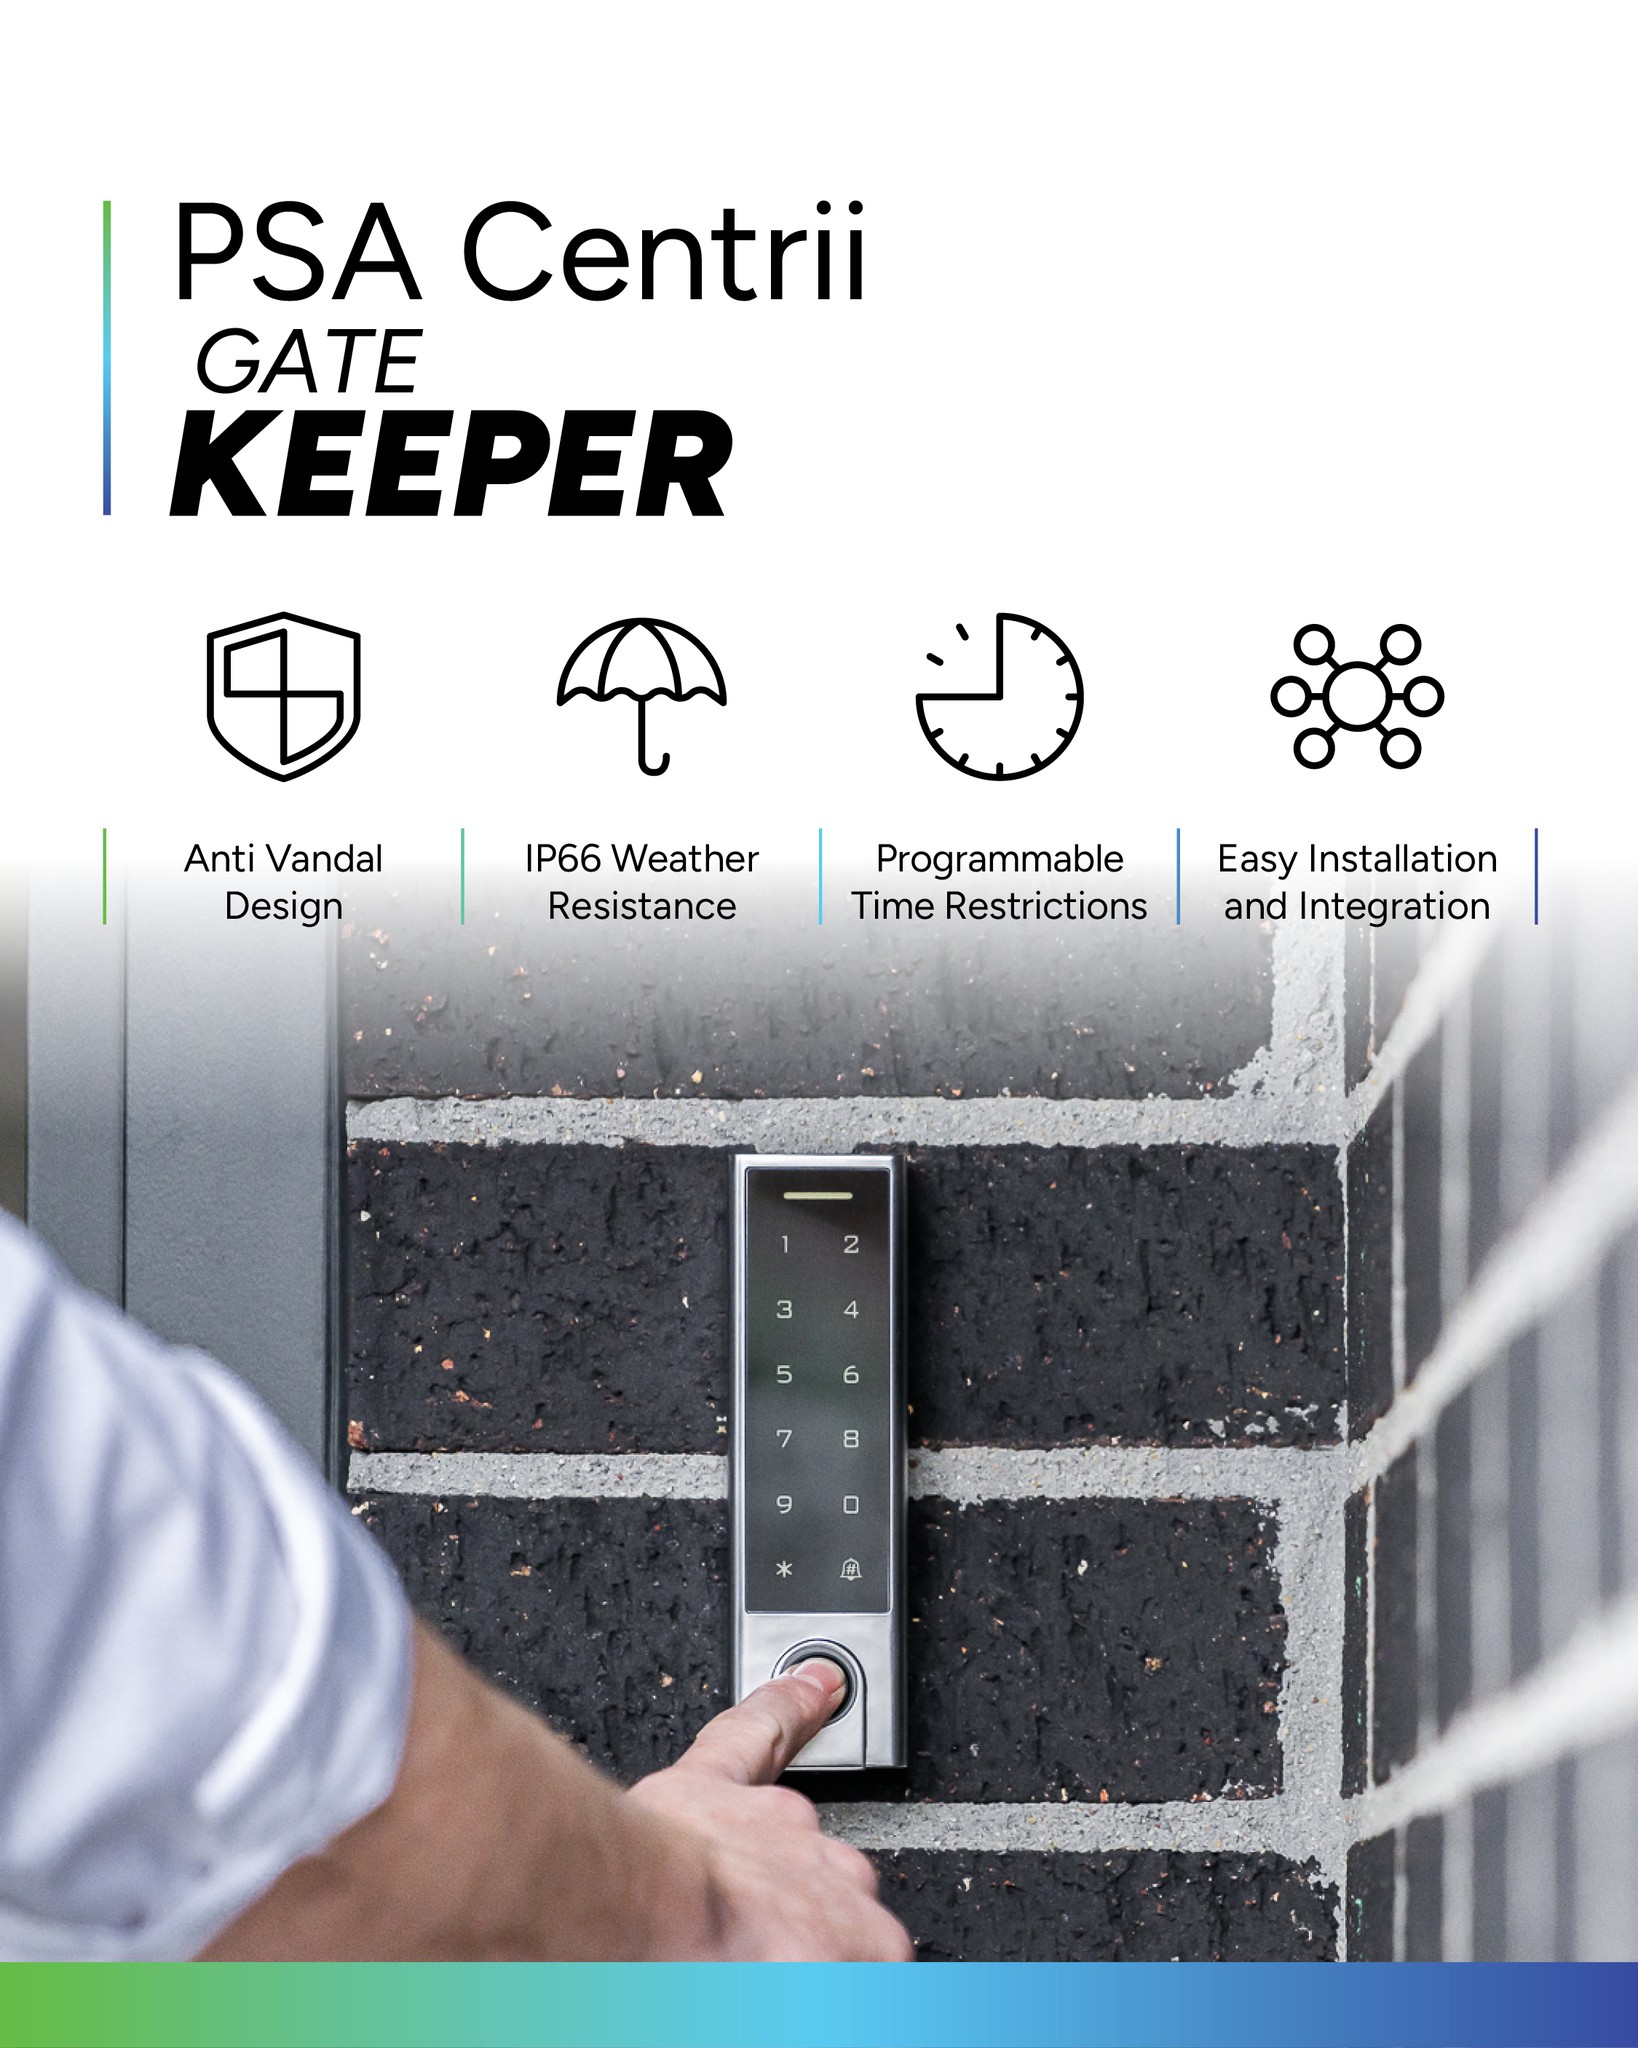 PSA Centrii
GATE
KEEPER
Anti Vandal
Design
IP66 Weather
Resistance
Programmable
Time Restrictions
Easy Installation
and Integration
1 2
3 4
5 6
7 8
9 0
* #